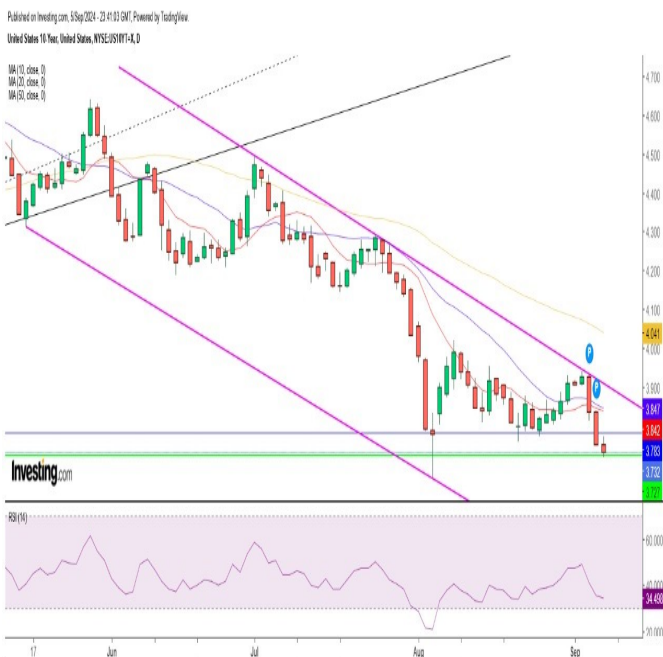 Published on Investing.com, 5/Sep/2024 - 23:41:03 GMT, Powered by TradingView.
United States 10-Year, United States, NYSE:US10YT=X, D
MA (10, close, 0)
MA (20, close, 0)
MA (50, close, 0)
4.700
4.600
4.500
4.400
4.300
4.200
4.100
4.041
4.000
P
3.900
P
3.847
3.842
3.783
3.732
3.727
Investing.com
RSI (14)
60.000
40.000
34.498
20.000
17 Jun Jul Aug Sep